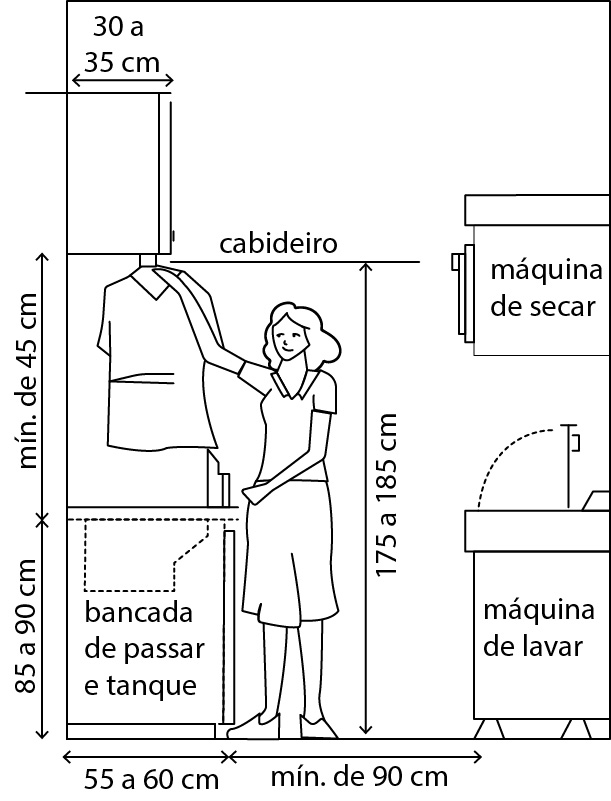 30 a
35 cm
cabideiro
máquina
de secar
mín. de 45 cm
175 a 185 cm
85 a 90 cm
bancada
de passar
e tanque
máquina
de lavar
55 a 60 cm
mín. de 90 cm